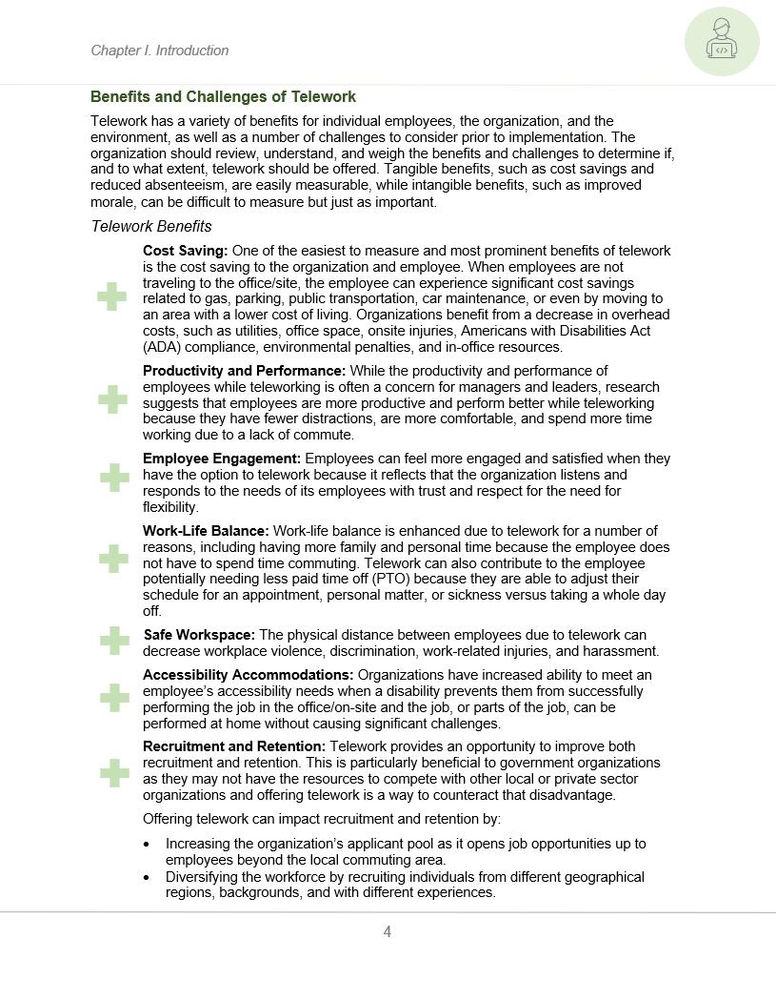 Chapter I. Introduction
</>
Benefits and Challenges of Telework
Telework has a variety of benefits for individual employees, the organization, and the
environment, as well as a number of challenges to consider prior to implementation. The
organization should review, understand, and weigh the benefits and challenges to determine if,
and to what extent, telework should be offered. Tangible benefits, such as cost savings and
reduced absenteeism, are easily measurable, while intangible benefits, such as improved
morale, can be difficult to measure but just as important.
Telework Benefits
Cost Saving: One of the easiest to measure and most prominent benefits of telework
is the cost saving to the organization and employee. When employees are not
traveling to the office/site, the employee can experience significant cost savings
related to gas, parking, public transportation, car maintenance, or even by moving to
an area with a lower cost of living. Organizations benefit from a decrease in overhead
costs, such as utilities, office space, onsite injuries, Americans with Disabilities Act
(ADA) compliance, environmental penalties, and in-office resources.
Productivity and Performance: While the productivity and performance of
employees while teleworking is often a concern for managers and leaders, research
suggests that employees are more productive and perform better while teleworking
because they have fewer distractions, are more comfortable, and spend more time
working due to a lack of commute.
Employee Engagement: Employees can feel more engaged and satisfied when they
have the option to telework because it reflects that the organization listens and
responds to the needs of its employees with trust and respect for the need for
flexibility.
Work-Life Balance: Work-life balance is enhanced due to telework for a number of
reasons, including having more family and personal time because the employee does
not have to spend time commuting. Telework can also contribute to the employee
potentially needing less paid time off (PTO) because they are able to adjust their
schedule for an appointment, personal matter, or sickness versus taking a whole day
off.
Safe Workspace: The physical distance between employees due to telework can
decrease workplace violence, discrimination, work-related injuries, and harassment.
Accessibility Accommodations: Organizations have increased ability to meet an
employee’s accessibility needs when a disability prevents them from successfully
performing the job in the office/on-site and the job, or parts of the job, can be
performed at home without causing significant challenges.
Recruitment and Retention: Telework provides an opportunity to improve both
recruitment and retention. This is particularly beneficial to government organizations
as they may not have the resources to compete with other local or private sector
organizations and offering telework is a way to counteract that disadvantage.
Offering telework can impact recruitment and retention by:
• Increasing the organization’s applicant pool as it opens job opportunities up to
employees beyond the local commuting area.
• Diversifying the workforce by recruiting individuals from different geographical
regions, backgrounds, and with different experiences.
4